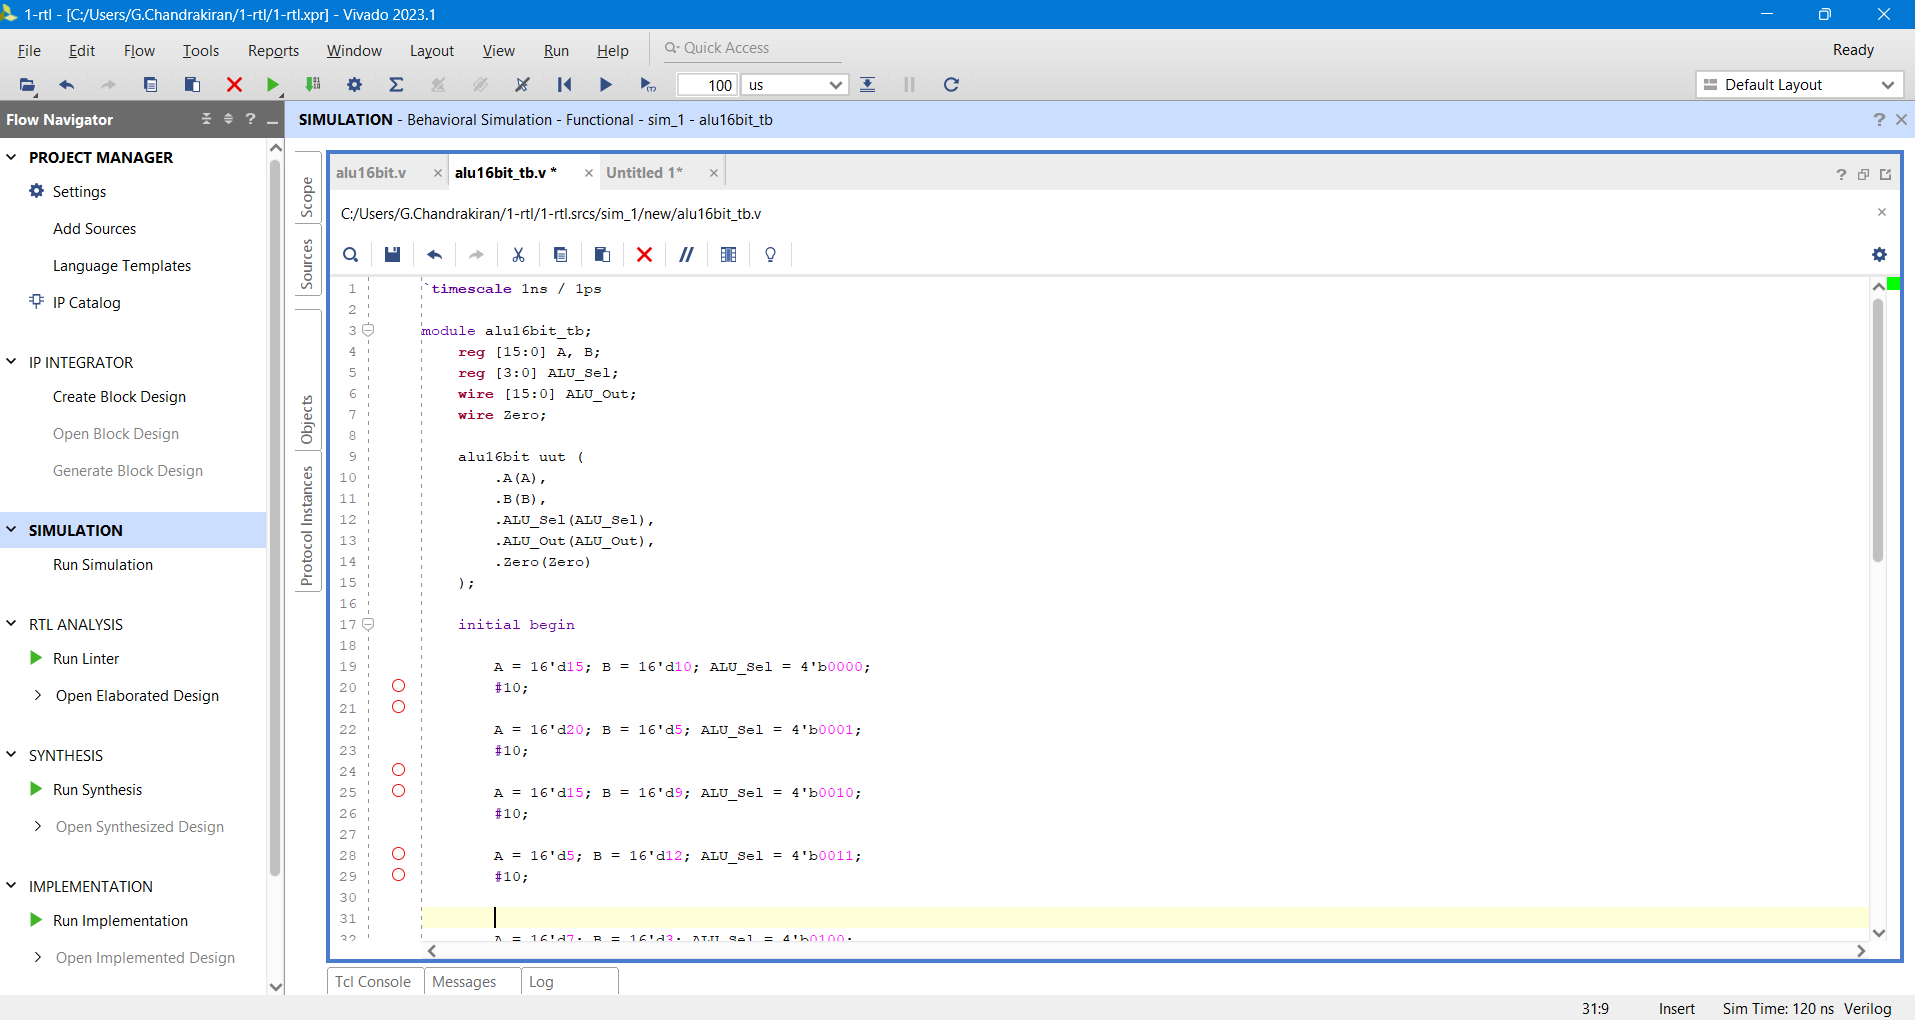 1-rtl - [C:/Users/G.Chandrakiran/1-rtl/1-rtl.xpr] - Vivado 2023.1
File Edit Flow Tools Reports Window Layout View Run Help Quick Access Ready
100 us Default Layout
Flow Navigator
SIMULATION - Behavioral Simulation - Functional - sim_1 - alu16bit_tb
PROJECT MANAGER
Settings
Add Sources
Language Templates
IP Catalog
IP INTEGRATOR
Create Block Design
Open Block Design
Generate Block Design
SIMULATION
Run Simulation
RTL ANALYSIS
Run Linter
Open Elaborated Design
SYNTHESIS
Run Synthesis
Open Synthesized Design
IMPLEMENTATION
Run Implementation
Open Implemented Design
Scope
Sources
Objects
Protocol Instances
alu16bit.v alu16bit_tb.v * Untitled 1*
C:/Users/G.Chandrakiran/1-rtl/1-rtl.srcs/sim_1/new/alu16bit_tb.v
1 `timescale 1ns / 1ps
2
3 module alu16bit_tb;
4 reg [15:0] A, B;
5 reg [3:0] ALU_Sel;
6 wire [15:0] ALU_Out;
7 wire Zero;
8
9 alu16bit uut (
10 .A(A),
11 .B(B),
12 .ALU_Sel(ALU_Sel),
13 .ALU_Out(ALU_Out),
14 .Zero(Zero)
15 );
16
17 initial begin
18
19 A = 16'd15; B = 16'd10; ALU_Sel = 4'b0000;
20 #10;
21
22 A = 16'd20; B = 16'd5; ALU_Sel = 4'b0001;
23 #10;
24
25 A = 16'd15; B = 16'd9; ALU_Sel = 4'b0010;
26 #10;
27
28 A = 16'd5; B = 16'd12; ALU_Sel = 4'b0011;
29 #10;
30
31
32 A = 16'd7; B = 16'd3; ALU_Sel = 4'b0100;
Tcl Console Messages Log
31:9 Insert Sim Time: 120 ns Verilog